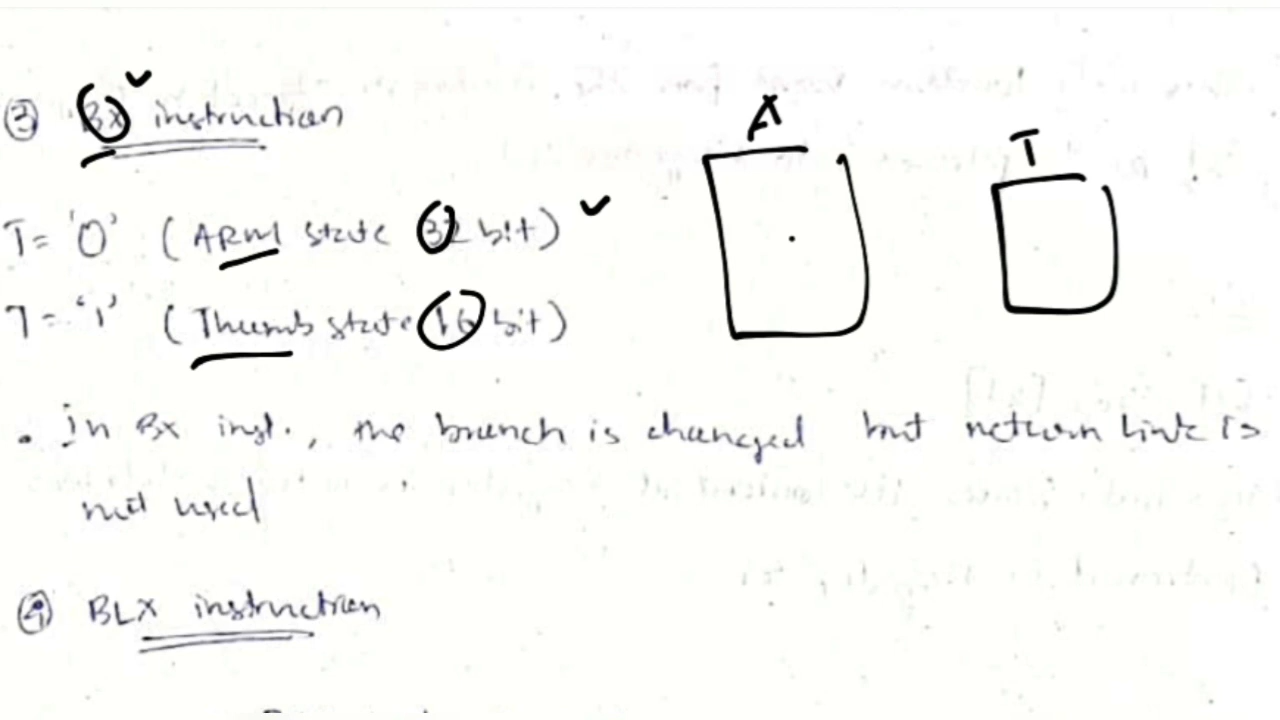 ③ BX instruction
A
T
T = '0' (ARM state 32 bit)
T = '1' (Thumb state 16 bit)
. In BX inst., the branch is changed but return link is
not used
④ BLX instruction